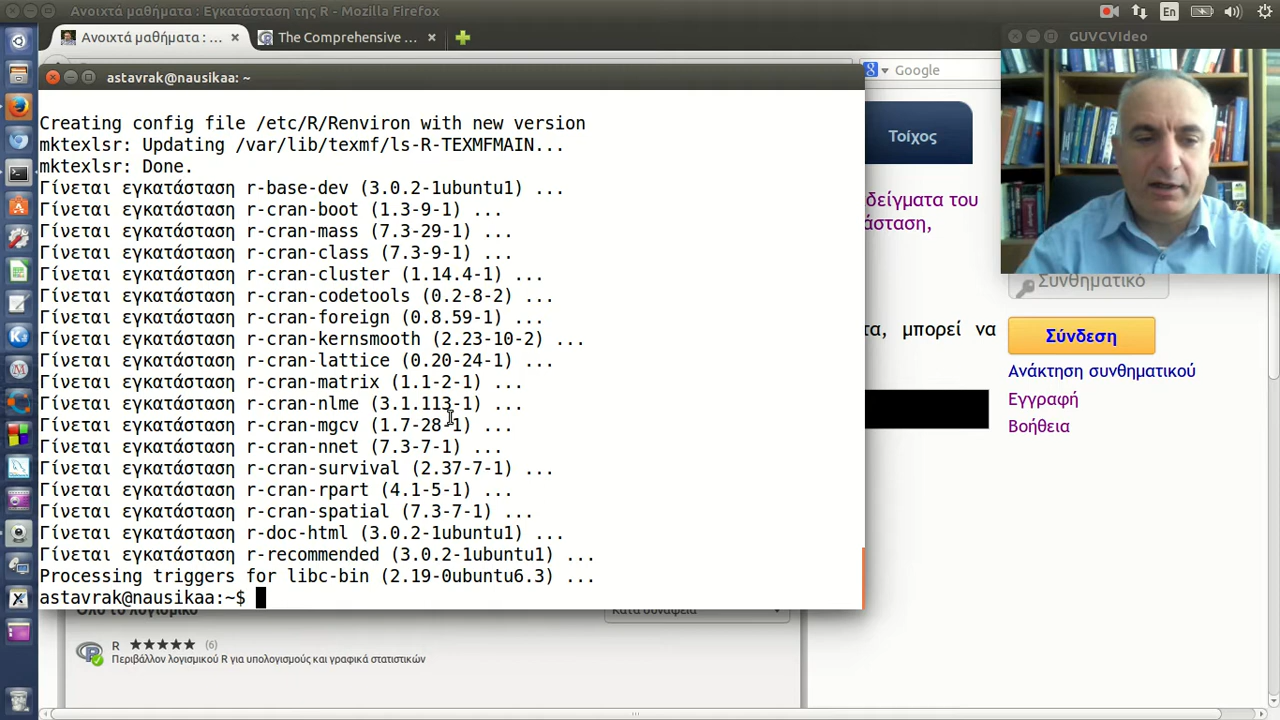 Ανοιχτά μαθήματα : Εγκατάσταση της R - Mozilla Firefox
En
Ανοιχτά μαθήματα : ...
The Comprehensive ...
GUVCVIdeo
astavrak@nausikaa: ~
Google
Creating config file /etc/R/Renviron with new version
mktexlsr: Updating /var/lib/texmf/ls-R-TEXMFMAIN...
mktexlsr: Done.
Γίνεται εγκατάσταση r-base-dev (3.0.2-1ubuntu1) ...
Γίνεται εγκατάσταση r-cran-boot (1.3-9-1) ...
Γίνεται εγκατάσταση r-cran-mass (7.3-29-1) ...
Γίνεται εγκατάσταση r-cran-class (7.3-9-1) ...
Γίνεται εγκατάσταση r-cran-cluster (1.14.4-1) ...
Γίνεται εγκατάσταση r-cran-codetools (0.2-8-2) ...
Γίνεται εγκατάσταση r-cran-foreign (0.8.59-1) ...
Γίνεται εγκατάσταση r-cran-kernsmooth (2.23-10-2) ...
Γίνεται εγκατάσταση r-cran-lattice (0.20-24-1) ...
Γίνεται εγκατάσταση r-cran-matrix (1.1-2-1) ...
Γίνεται εγκατάσταση r-cran-nlme (3.1.113-1) ...
Γίνεται εγκατάσταση r-cran-mgcv (1.7-28-1) ...
Γίνεται εγκατάσταση r-cran-nnet (7.3-7-1) ...
Γίνεται εγκατάσταση r-cran-survival (2.37-7-1) ...
Γίνεται εγκατάσταση r-cran-rpart (4.1-5-1) ...
Γίνεται εγκατάσταση r-cran-spatial (7.3-7-1) ...
Γίνεται εγκατάσταση r-doc-html (3.0.2-1ubuntu1) ...
Γίνεται εγκατάσταση r-recommended (3.0.2-1ubuntu1) ...
Processing triggers for libc-bin (2.19-0ubuntu6.3) ...
astavrak@nausikaa:~$
Τοίχος
δείγματα του
άσταση,
Συνθηματικό
τα, μπορεί να
Σύνδεση
Ανάκτηση συνθηματικού
Εγγραφή
Βοήθεια
R ★★★★★ (6)
Περιβάλλον λογισμικού R για υπολογισμούς και γραφικά στατιστικών